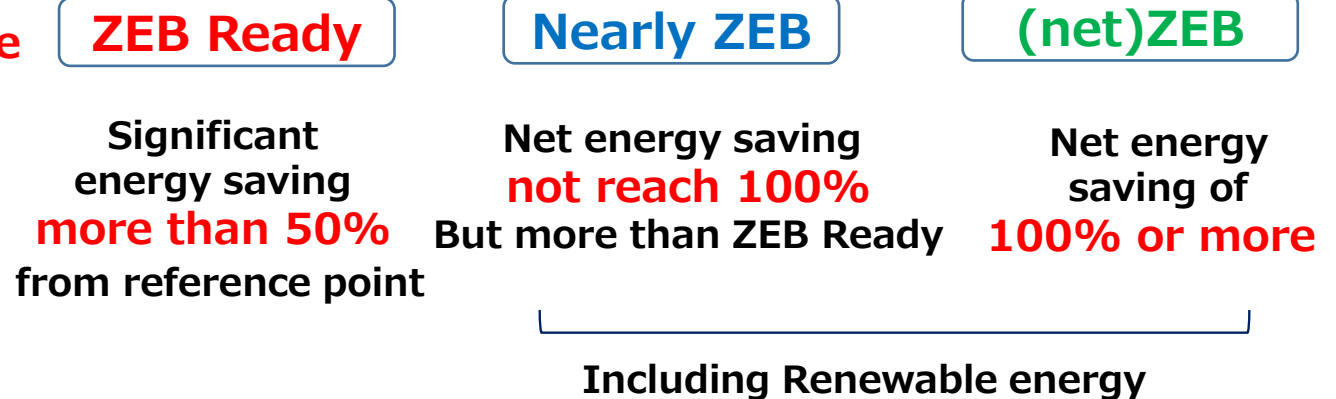 ZEB Ready
Nearly ZEB
(net)ZEB
Significant
energy saving
more than 50%
from reference point
Net energy saving
not reach 100%
But more than ZEB Ready
Net energy
saving of
100% or more
Including Renewable energy